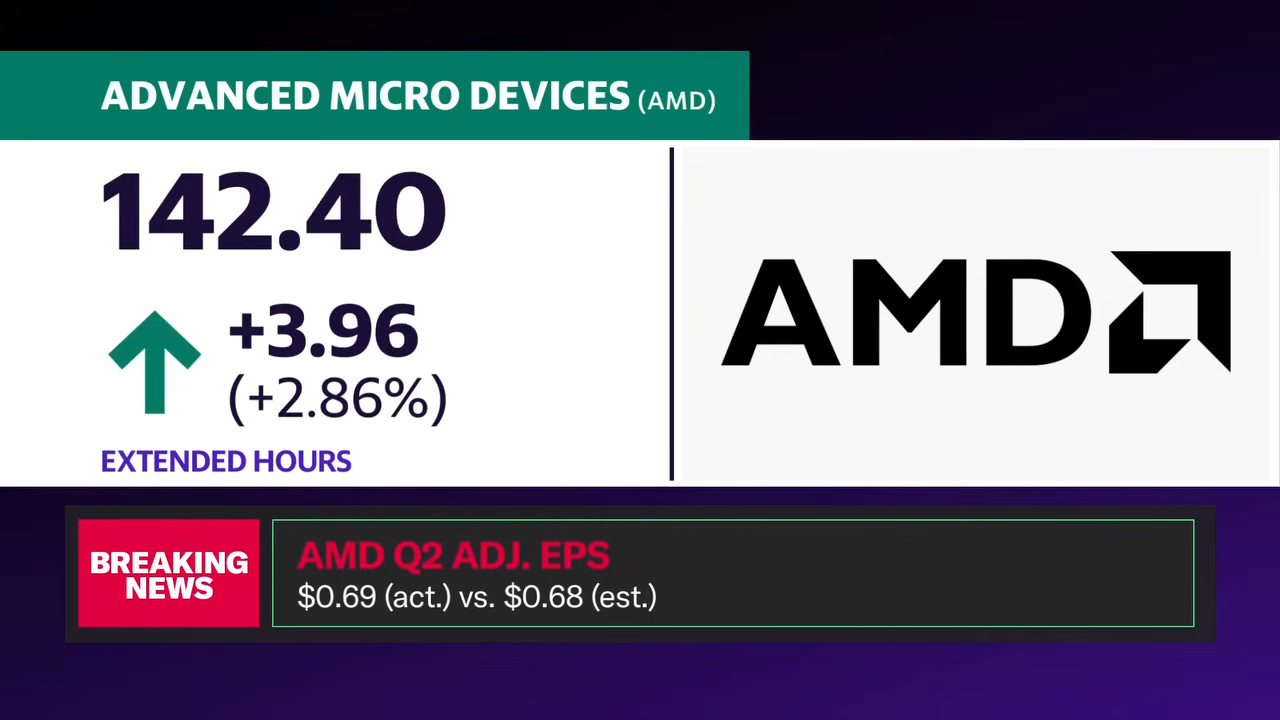 ADVANCED MICRO DEVICES (AMD)
142.40
+3.96
(+2.86%)
EXTENDED HOURS
AMD
BREAKING
NEWS
AMD Q2 ADJ. EPS
$0.69 (act.) vs. $0.68 (est.)